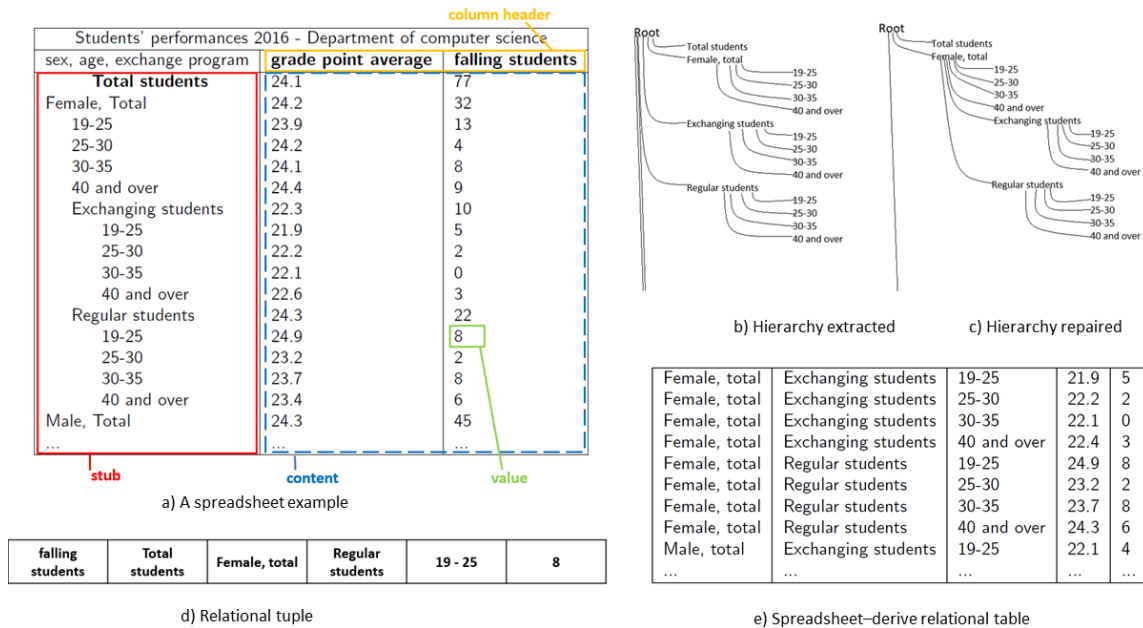 column header
Students' performances 2016 - Department of computer science
sex, age, exchange program grade point average falling students
Total students 24.1 77
Female, Total 24.2 32
19-25 23.9 13
25-30 24.2 4
30-35 24.1 8
40 and over 24.4 9
Exchanging students 22.3 10
19-25 21.9 5
25-30 22.2 2
30-35 22.1 0
40 and over 22.6 3
Regular students 24.3 22
19-25 24.9 8
25-30 23.2 2
30-35 23.7 8
40 and over 23.4 6
Male, Total 24.3 45
... ... ...
stub content value
a) A spreadsheet example
Root
Total students
Female, total
19-25
25-30
30-35
40 and over
Exchanging students
19-25
25-30
30-35
40 and over
Regular students
19-25
25-30
30-35
40 and over
b) Hierarchy extracted
Root
Total students
Female, total
19-25
25-30
30-35
40 and over
Exchanging students
19-25
25-30
30-35
40 and over
Regular students
19-25
25-30
30-35
40 and over
c) Hierarchy repaired
falling students Total students Female, total Regular students 19 - 25 8
d) Relational tuple
Female, total Exchanging students 19-25 21.9 5
Female, total Exchanging students 25-30 22.2 2
Female, total Exchanging students 30-35 22.1 0
Female, total Exchanging students 40 and over 22.4 3
Female, total Regular students 19-25 24.9 8
Female, total Regular students 25-30 23.2 2
Female, total Regular students 30-35 23.7 8
Female, total Regular students 40 and over 24.3 6
Male, total Exchanging students 19-25 22.1 4
... ... ... ... ...
e) Spreadsheet–derive relational table